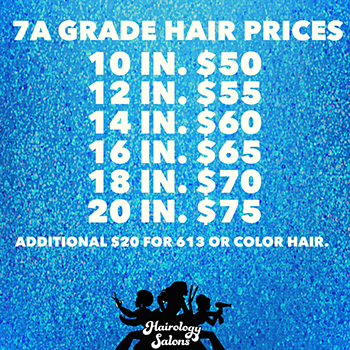 7A GRADE HAIR PRICES
10 IN. $50
12 IN. $55
14 IN. $60
16 IN. $65
18 IN. $70
20 IN. $75
ADDITIONAL $20 FOR 613 OR COLOR HAIR.
Hairology
Salons